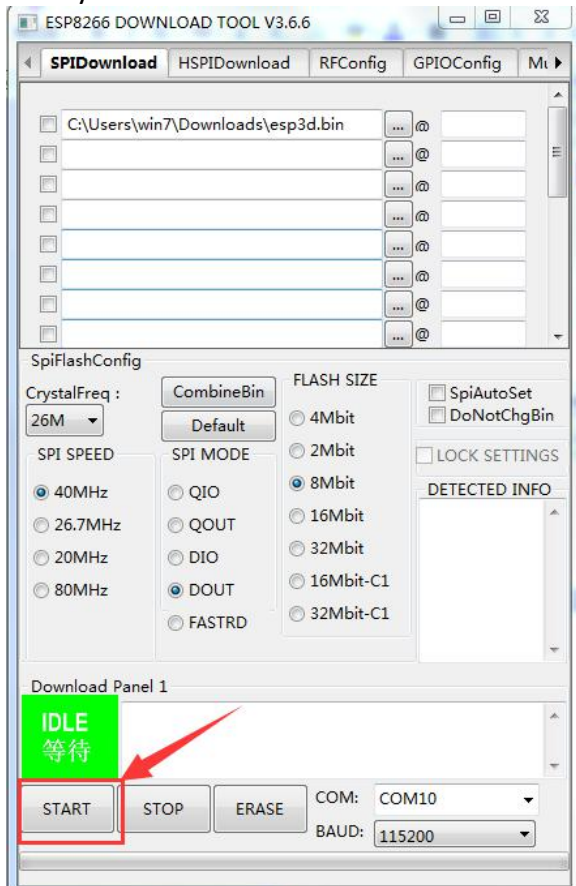 ESP8266 DOWNLOAD TOOL V3.6.6
SPIDownload HSPIDownload RFConfig GPIOConfig
C:\Users\win7\Downloads\esp3d.bin ... @
... @
... @
... @
... @
... @
... @
... @
SpiFlashConfig
CrystalFreq :
26M
CombineBin
Default
SPI SPEED
40MHz
26.7MHz
20MHz
80MHz
SPI MODE
QIO
QOUT
DIO
DOUT
FASTRD
FLASH SIZE
4Mbit
2Mbit
8Mbit
16Mbit
32Mbit
16Mbit-C1
32Mbit-C1
SpiAutoSet
DoNotChgBin
LOCK SETTINGS
DETECTED INFO
Download Panel 1
IDLE
等待
START STOP ERASE
COM: COM10
BAUD: 115200